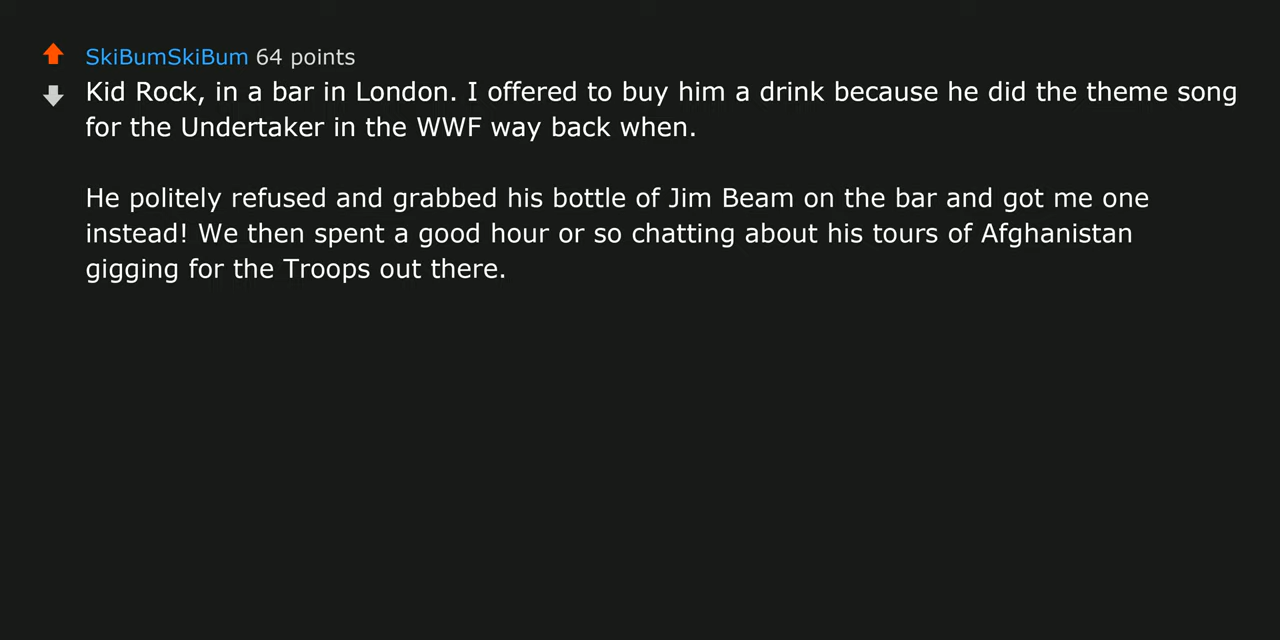 SkiBumSkiBum 64 points
Kid Rock, in a bar in London. I offered to buy him a drink because he did the theme song
for the Undertaker in the WWF way back when.
He politely refused and grabbed his bottle of Jim Beam on the bar and got me one
instead! We then spent a good hour or so chatting about his tours of Afghanistan
gigging for the Troops out there.